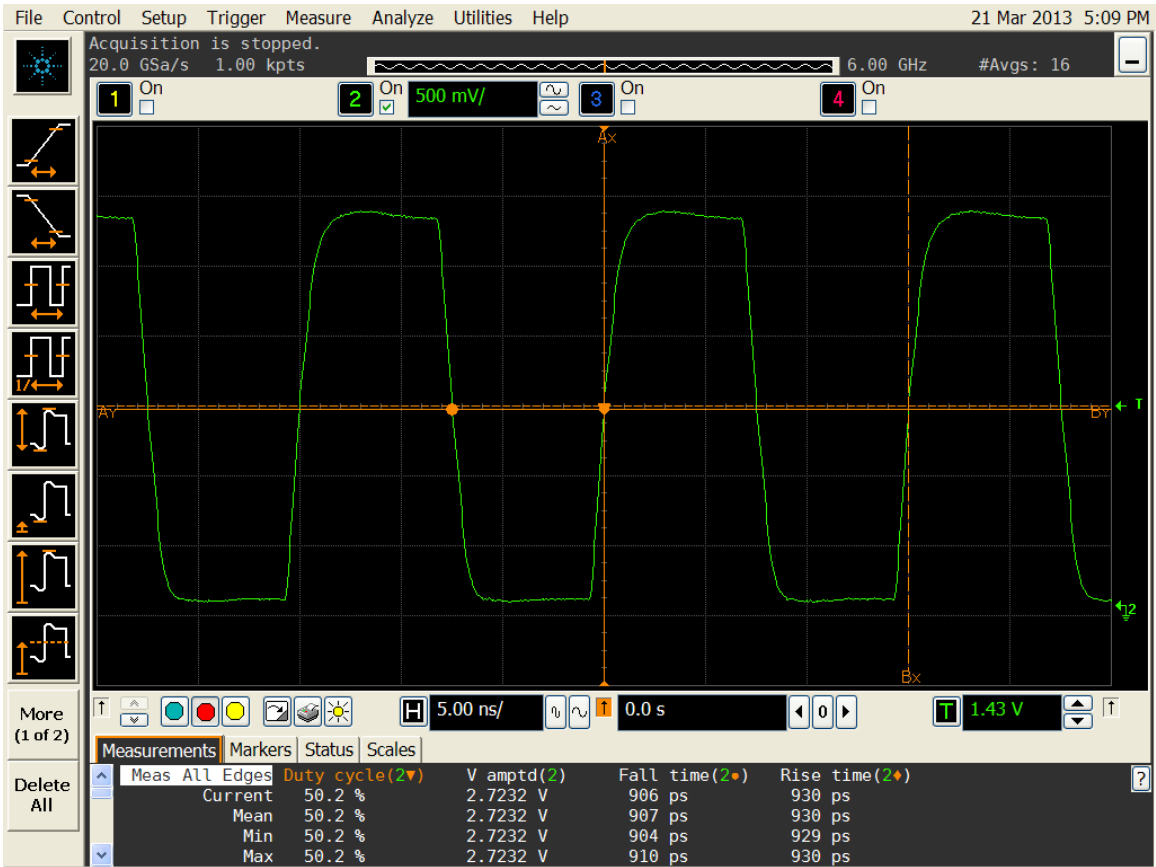 File Control Setup Trigger Measure Analyze Utilities Help 21 Mar 2013 5:09 PM
Acquisition is stopped.
20.0 GSa/s 1.00 kpts 6.00 GHz #Avgs: 16
1 On 2 On 500 mV/ 3 On 4 On
Ax
1/
AY BY T
2
Bx
More
(1 of 2)
Delete
All
H 5.00 ns/ 0.0 s 0 T 1.43 V
Measurements Markers Status Scales
Meas All Edges Duty cycle(2▼) V amptd(2) Fall time(2●) Rise time(2♦) ?
Current 50.2 % 2.7232 V 906 ps 930 ps
Mean 50.2 % 2.7232 V 907 ps 930 ps
Min 50.2 % 2.7232 V 904 ps 929 ps
Max 50.2 % 2.7232 V 910 ps 930 ps